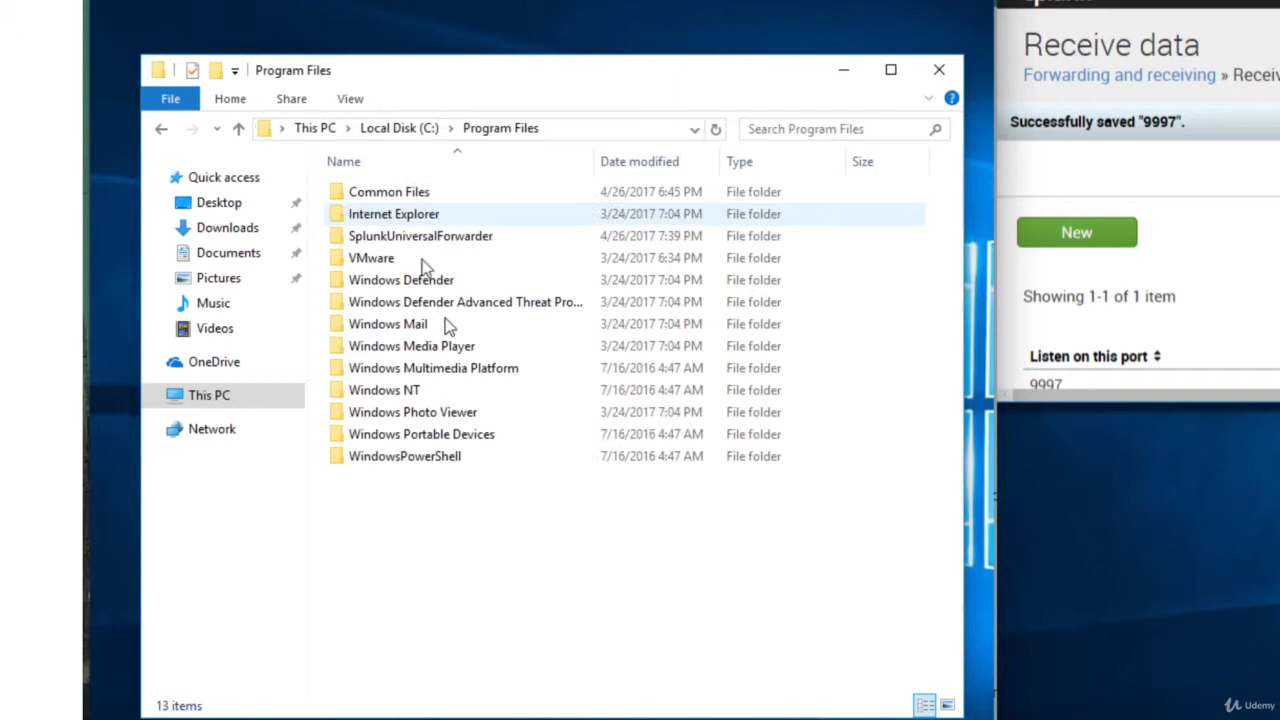 Program Files
File Home Share View
This PC Local Disk (C:) Program Files
Search Program Files
Name Date modified Type Size
Quick access
Desktop
Downloads
Documents
Pictures
Music
Videos
OneDrive
This PC
Network
Common Files 4/26/2017 6:45 PM File folder
Internet Explorer 3/24/2017 7:04 PM File folder
SplunkUniversalForwarder 4/26/2017 7:39 PM File folder
VMware 3/24/2017 6:34 PM File folder
Windows Defender 3/24/2017 7:04 PM File folder
Windows Defender Advanced Threat Pro... 3/24/2017 7:04 PM File folder
Windows Mail 3/24/2017 7:04 PM File folder
Windows Media Player 3/24/2017 7:04 PM File folder
Windows Multimedia Platform 7/16/2016 4:47 AM File folder
Windows NT 7/16/2016 4:47 AM File folder
Windows Photo Viewer 3/24/2017 7:04 PM File folder
Windows Portable Devices 7/16/2016 4:47 AM File folder
WindowsPowerShell 7/16/2016 4:47 AM File folder
13 items
Receive data
Forwarding and receiving » Receiv
Successfully saved "9997".
New
Showing 1-1 of 1 item
Listen on this port
9997
Udemy